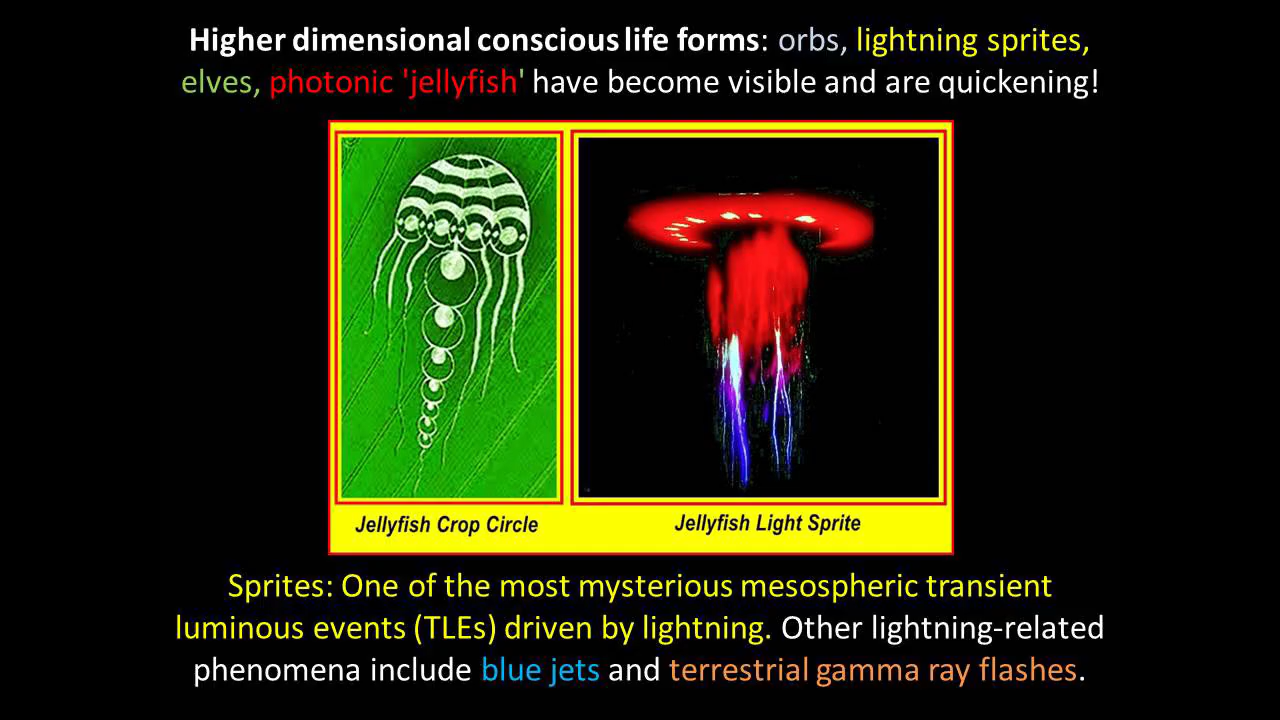 Higher dimensional conscious life forms: orbs, lightning sprites,
elves, photonic 'jellyfish' have become visible and are quickening!
Jellyfish Crop Circle
Jellyfish Light Sprite
Sprites: One of the most mysterious mesospheric transient
luminous events (TLEs) driven by lightning. Other lightning-related
phenomena include blue jets and terrestrial gamma ray flashes.